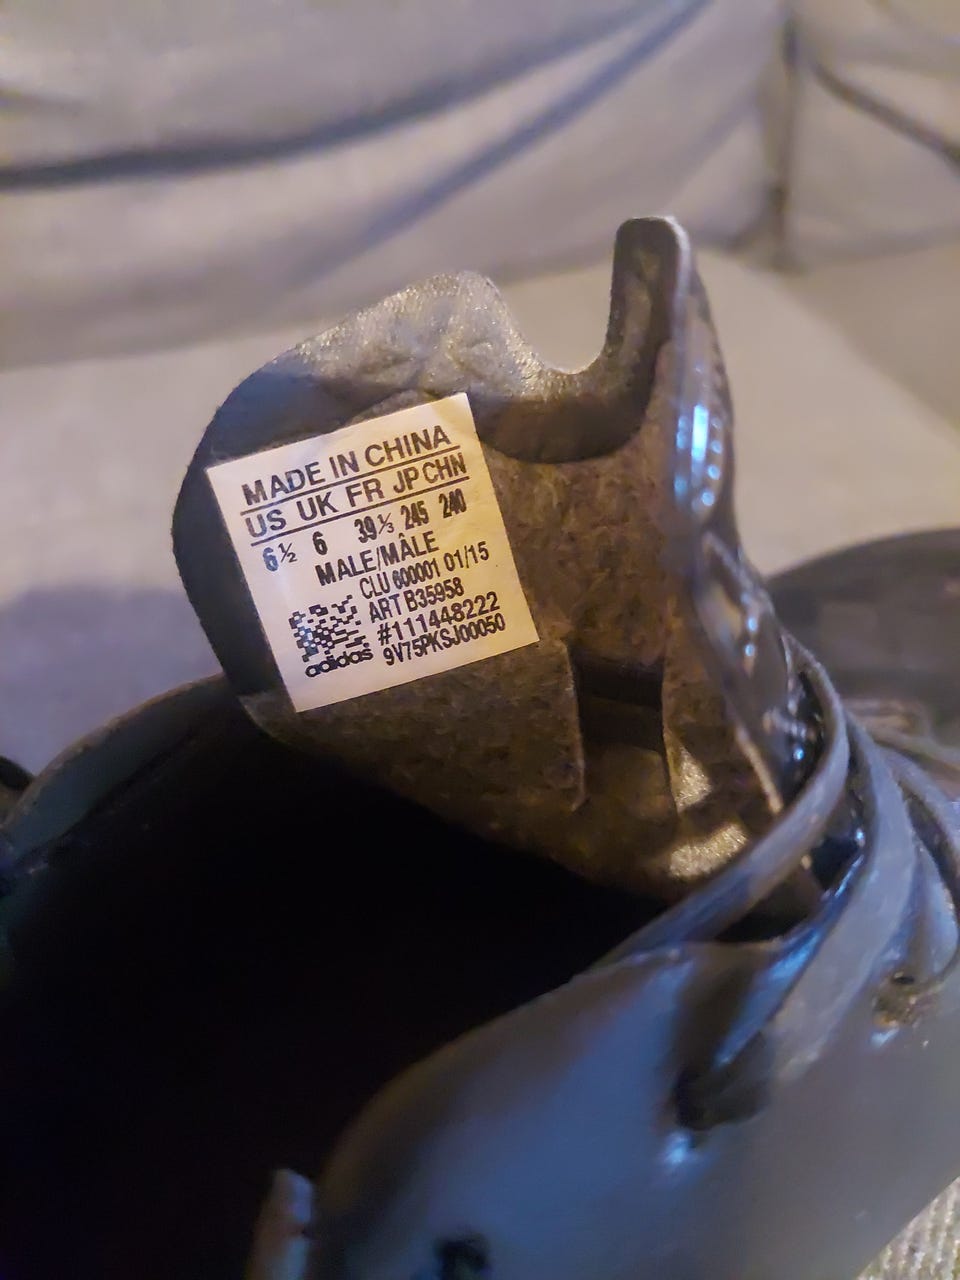 MADE IN CHINA
US UK FR JP CHN
6½ 6 39⅓ 245 240
MALE/MÂLE
CLU 600001 01/15
ART B35958
#111448222
9V75PKSJ00050
adidas